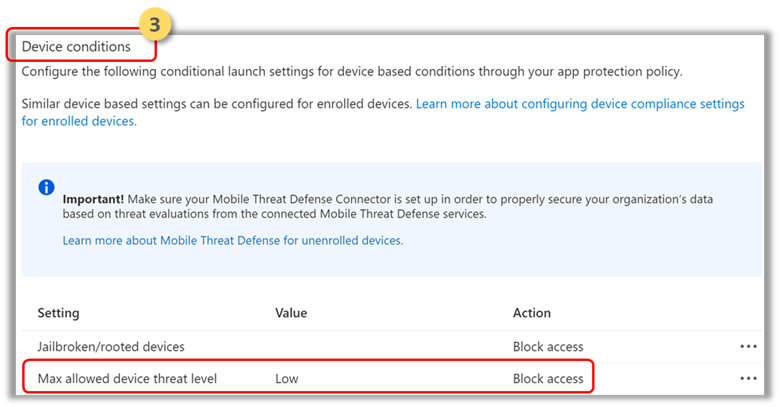 3
Device conditions
Configure the following conditional launch settings for device based conditions through your app protection policy.
Similar device based settings can be configured for enrolled devices. Learn more about configuring device compliance settings
for enrolled devices.
Important! Make sure your Mobile Threat Defense Connector is set up in order to properly secure your organization's data
based on threat evaluations from the connected Mobile Threat Defense services.
Learn more about Mobile Threat Defense for unenrolled devices.
Setting Value Action
Jailbroken/rooted devices Block access
Max allowed device threat level Low Block access